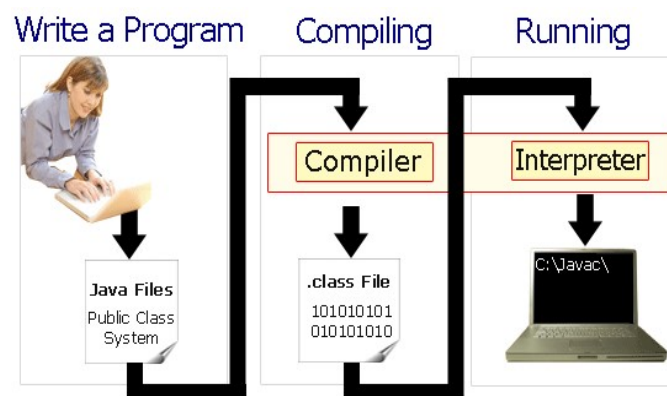 Write a Program
Compiling
Running
Compiler
Interpreter
Java Files
Public Class
System
.class File
101010101
010101010
C:\Javac\